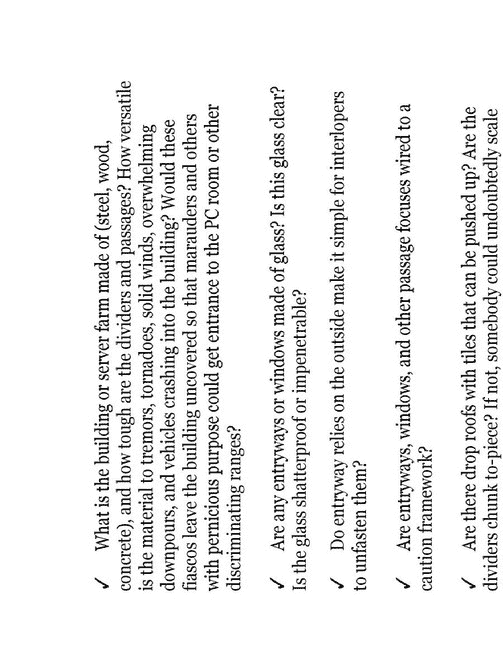 ✓ What is the building or server farm made of (steel, wood,
concrete), and how tough are the dividers and passages? How versatile
is the material to tremors, tornadoes, solid winds, overwhelming
downpours, and vehicles crashing into the building? Would these
fiascos leave the building uncovered so that marauders and others
with pernicious purpose could get entrance to the PC room or other
discriminating ranges?
✓ Are any entryways or windows made of glass? Is this glass clear?
Is the glass shatterproof or impenetrable?
✓ Do entryway relies on the outside make it simple for interlopers
to unfasten them?
✓ Are entryways, windows, and other passage focuses wired to a
caution framework?
✓ Are there drop roofs with tiles that can be pushed up? Are the
dividers chunk to-piece? If not, somebody could undoubtedly scale